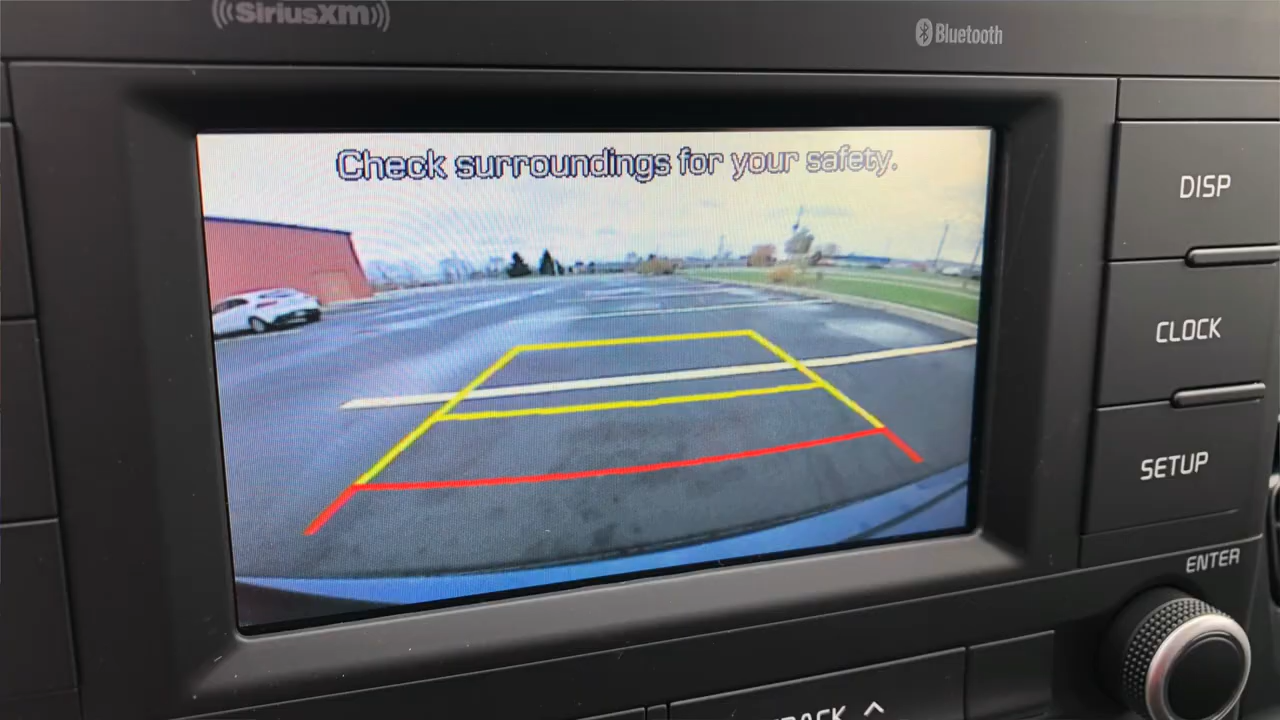 SiriusXM
Bluetooth
Check surroundings for your safety.
DISP
CLOCK
SETUP
ENTER